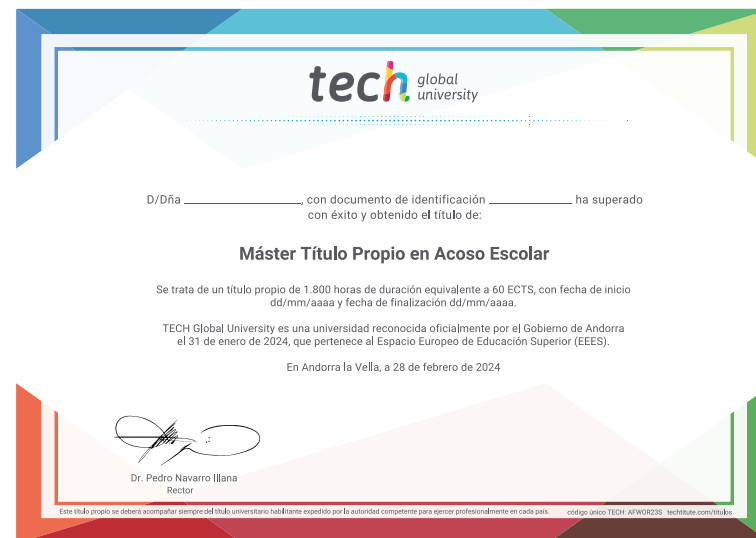 tech global
university
D/Dña ____________________, con documento de identificación ______________ ha superado
con éxito y obtenido el título de:
Máster Título Propio en Acoso Escolar
Se trata de un título propio de 1.800 horas de duración equivalente a 60 ECTS, con fecha de inicio
dd/mm/aaaa y fecha de finalización dd/mm/aaaa.
TECH Global University es una universidad reconocida oficialmente por el Gobierno de Andorra
el 31 de enero de 2024, que pertenece al Espacio Europeo de Educación Superior (EEES).
En Andorra la Vella, a 28 de febrero de 2024
Dr. Pedro Navarro Illana
Rector
Este título propio se deberá acompañar siempre del título universitario habilitante expedido por la autoridad competente para ejercer profesionalmente en cada país. código único TECH: AFWOR23S techtitute.com/titulos